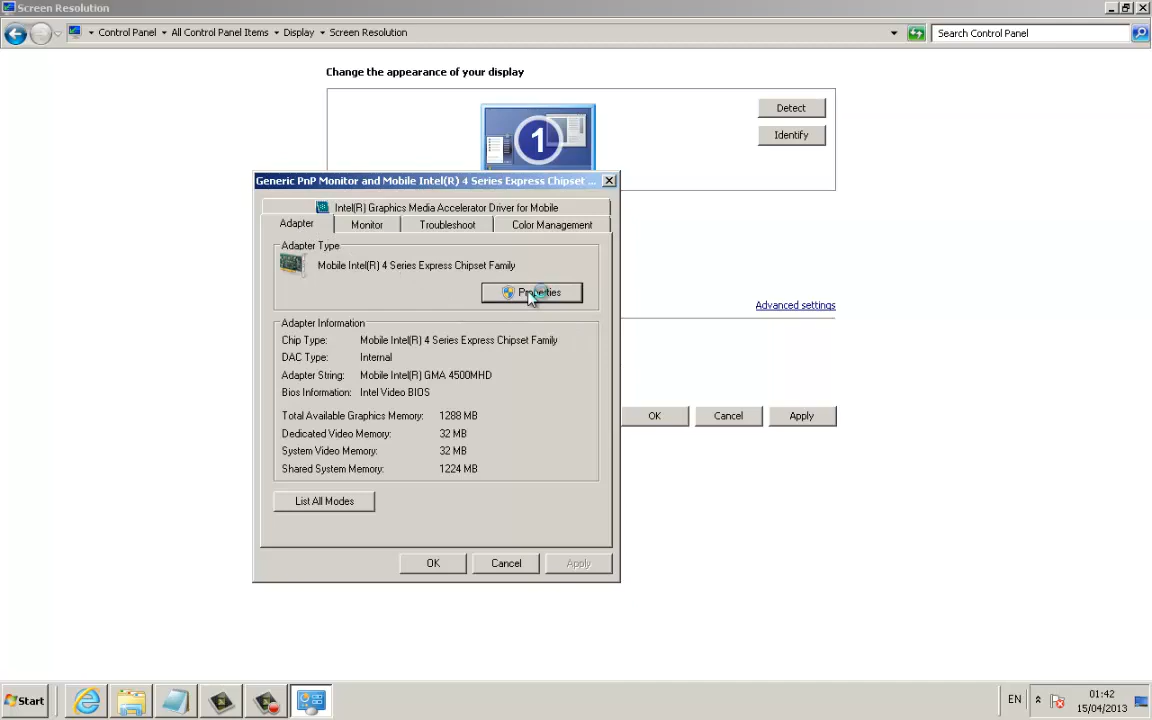 Screen Resolution
Control Panel
All Control Panel Items
Display
Screen Resolution
Search Control Panel
Change the appearance of your display
Detect
Identify
1
Generic PnP Monitor and Mobile Intel(R) 4 Series Express Chipset ...
Intel(R) Graphics Media Accelerator Driver for Mobile
Adapter
Monitor
Troubleshoot
Color Management
Adapter Type
Mobile Intel(R) 4 Series Express Chipset Family
Properties
Advanced settings
Adapter Information
Chip Type: Mobile Intel(R) 4 Series Express Chipset Family
DAC Type: Internal
Adapter String: Mobile Intel(R) GMA 4500MHD
Bios Information: Intel Video BIOS
Total Available Graphics Memory: 1288 MB
Dedicated Video Memory: 32 MB
System Video Memory: 32 MB
Shared System Memory: 1224 MB
OK
Cancel
Apply
List All Modes
OK
Cancel
Apply
Start
EN
01:42
15/04/2013